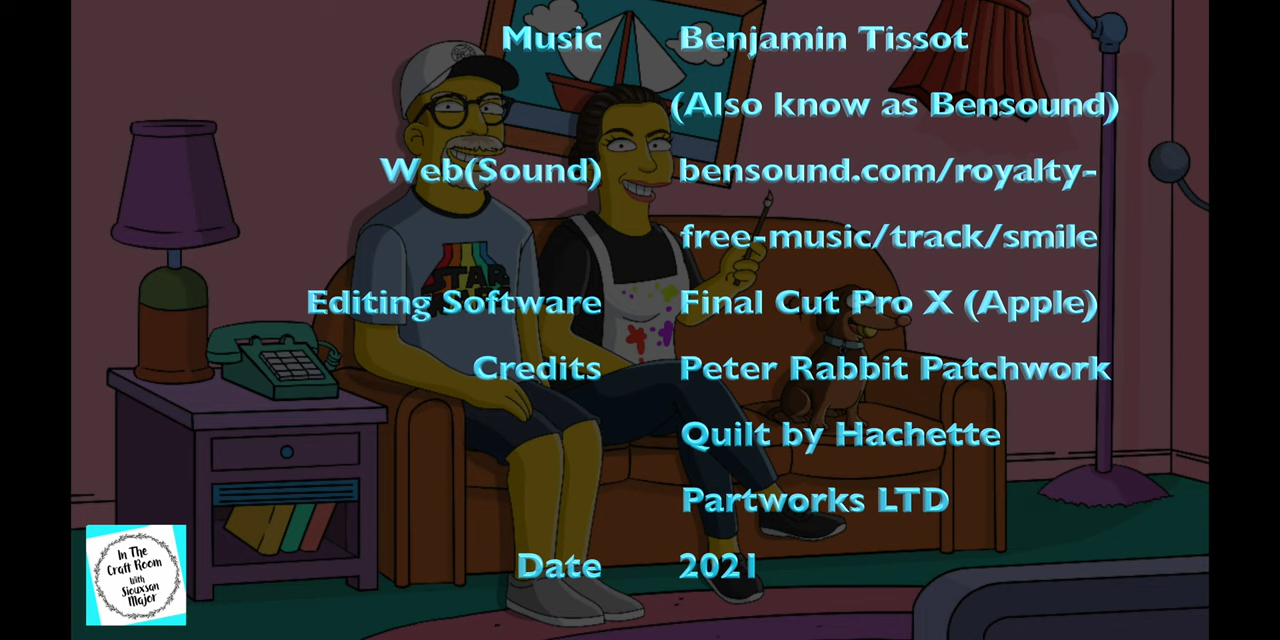 Music Benjamin Tissot
(Also know as Bensound)
Web(Sound) bensound.com/royalty-
free-music/track/smile
Editing Software Final Cut Pro X (Apple)
Credits Peter Rabbit Patchwork
Quilt by Hachette
Partworks LTD
Date 2021
STAR
In The
Craft Room
With
Siouxsan
Major